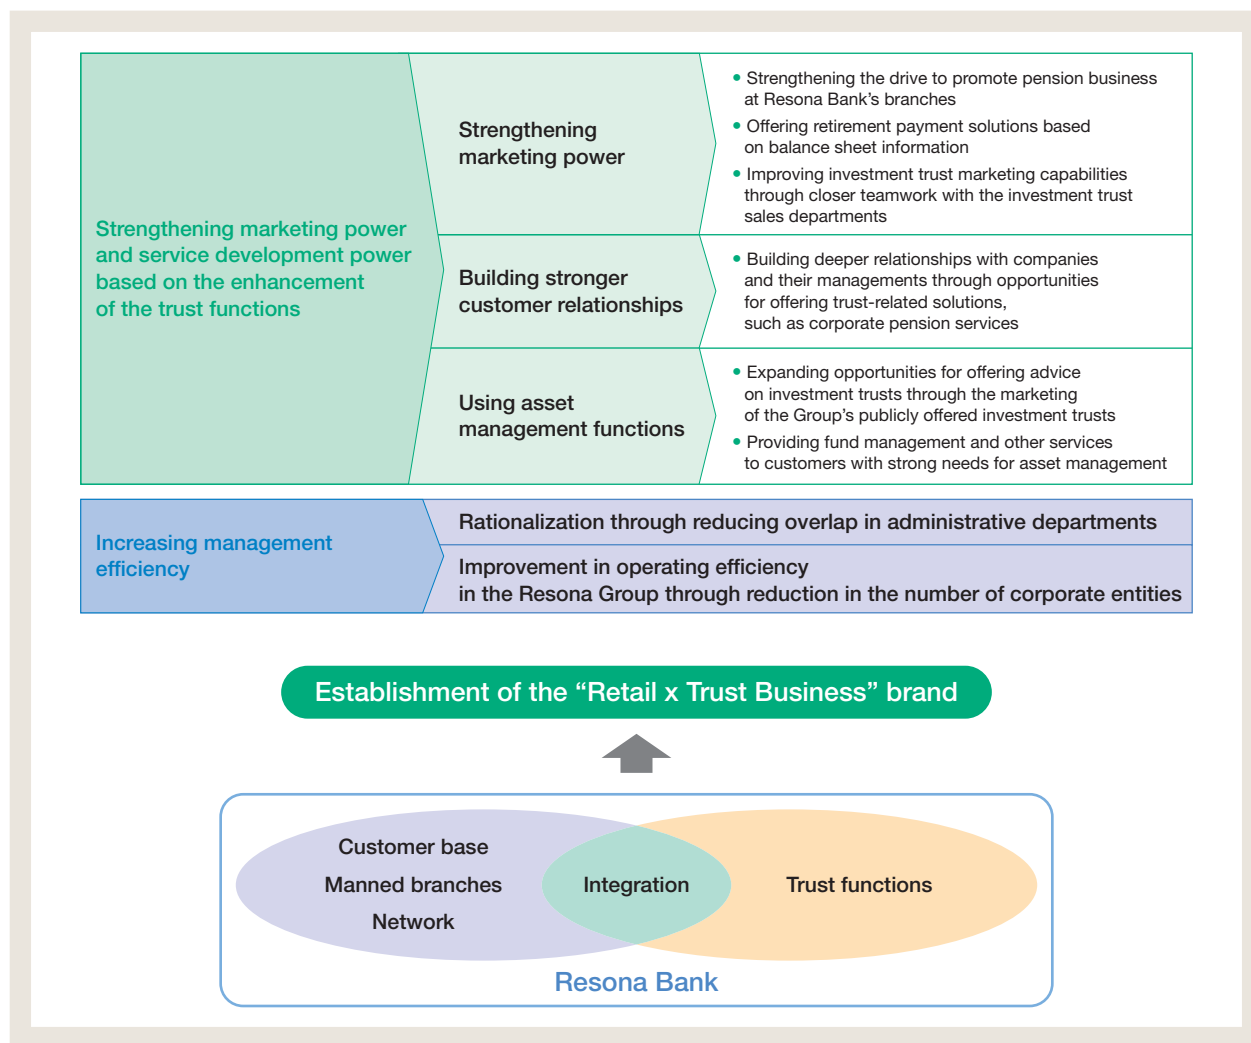 Strengthening marketing power
and service development power
based on the enhancement
of the trust functions
Strengthening
marketing power
• Strengthening the drive to promote pension business
at Resona Bank’s branches
• Offering retirement payment solutions based
on balance sheet information
• Improving investment trust marketing capabilities
through closer teamwork with the investment trust
sales departments
Building stronger
customer relationships
• Building deeper relationships with companies
and their managements through opportunities
for offering trust-related solutions,
such as corporate pension services
Using asset
management functions
• Expanding opportunities for offering advice
on investment trusts through the marketing
of the Group’s publicly offered investment trusts
• Providing fund management and other services
to customers with strong needs for asset management
Increasing management
efficiency
Rationalization through reducing overlap in administrative departments
Improvement in operating efficiency
in the Resona Group through reduction in the number of corporate entities
Establishment of the “Retail x Trust Business” brand
Customer base
Manned branches
Network
Integration
Trust functions
Resona Bank